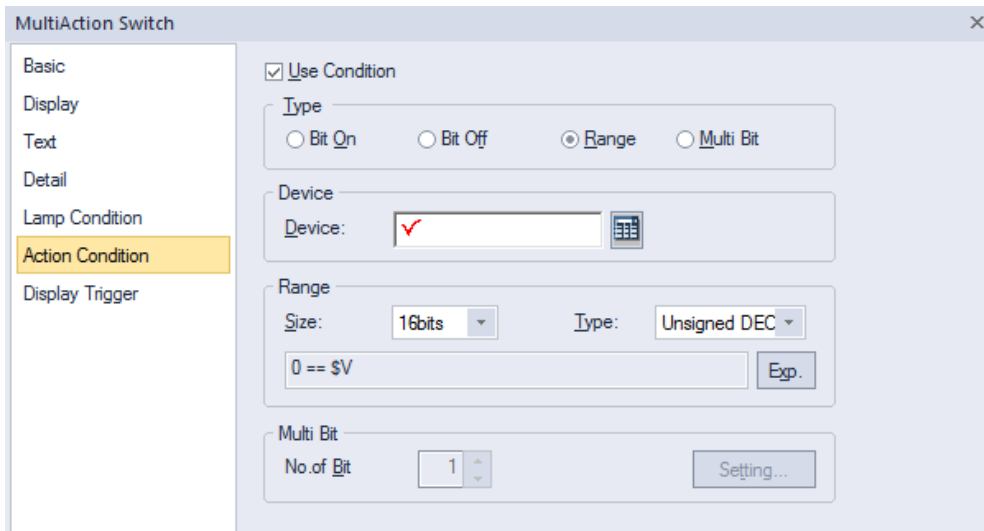 MultiAction Switch
Basic
Display
Text
Detail
Lamp Condition
Action Condition
Display Trigger
Use Condition
Type
Bit On Bit Off Range Multi Bit
Device
Device:
Range
Size: 16bits Type: Unsigned DEC
0 == $V Exp.
Multi Bit
No.of Bit 1 Setting...